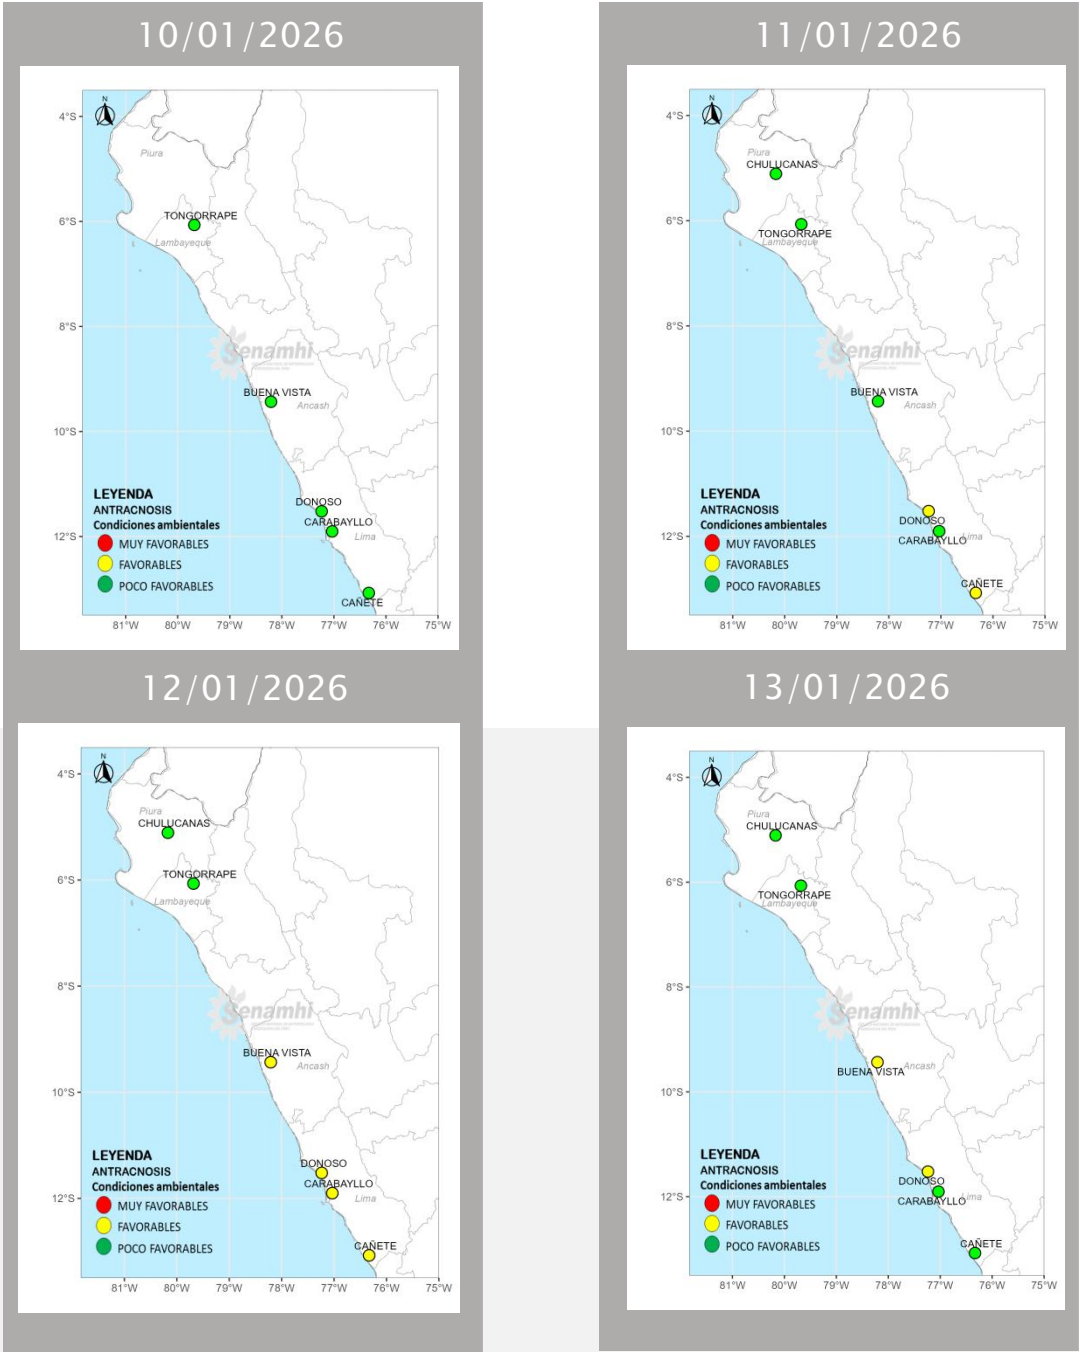 10/01/2026
N
4°S
6°S
8°S
10°S
12°S
Piura
TONGORRAPE
Lambayeque
Senamhi
BUENA VISTA
Ancash
DONOSO
CARABAYLLO
Lima
CAÑETE
LEYENDA
ANTRACNOSIS
Condiciones ambientales
MUY FAVORABLES
FAVORABLES
POCO FAVORABLES
81°W 80°W 79°W 78°W 77°W 76°W 75°W
11/01/2026
N
4°S
6°S
8°S
10°S
12°S
Piura
CHULUCANAS
TONGORRAPE
Lambayeque
Senamhi
BUENA VISTA
Ancash
DONOSO
CARABAYLLO
Lima
CAÑETE
LEYENDA
ANTRACNOSIS
Condiciones ambientales
MUY FAVORABLES
FAVORABLES
POCO FAVORABLES
81°W 80°W 79°W 78°W 77°W 76°W 75°W
12/01/2026
N
4°S
6°S
8°S
10°S
12°S
Piura
CHULUCANAS
TONGORRAPE
Lambayeque
Senamhi
BUENA VISTA
Ancash
DONOSO
CARABAYLLO
Lima
CAÑETE
LEYENDA
ANTRACNOSIS
Condiciones ambientales
MUY FAVORABLES
FAVORABLES
POCO FAVORABLES
81°W 80°W 79°W 78°W 77°W 76°W 75°W
13/01/2026
N
4°S
6°S
8°S
10°S
12°S
Piura
CHULUCANAS
TONGORRAPE
Lambayeque
Senamhi
Ancash
BUENA VISTA
DONOSO
CARABAYLLO
Lima
CAÑETE
LEYENDA
ANTRACNOSIS
Condiciones ambientales
MUY FAVORABLES
FAVORABLES
POCO FAVORABLES
81°W 80°W 79°W 78°W 77°W 76°W 75°W